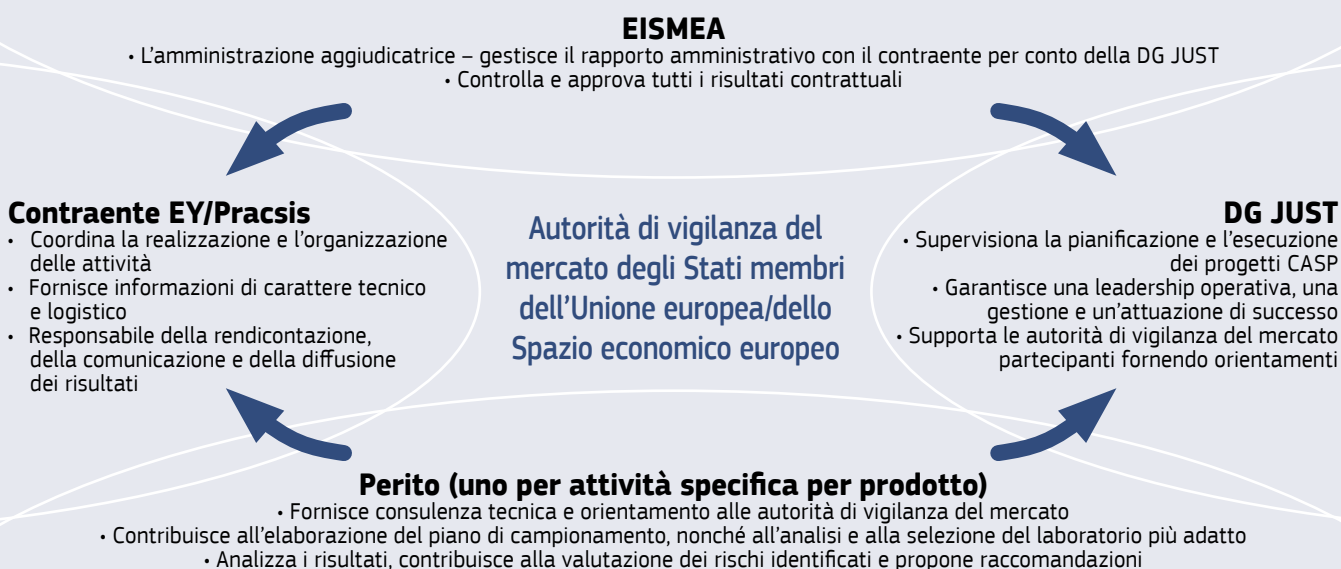 EISMEA
• L'amministrazione aggiudicatrice – gestisce il rapporto amministrativo con il contraente per conto della DG JUST
• Controlla e approva tutti i risultati contrattuali
Contraente EY/Pracsis
• Coordina la realizzazione e l'organizzazione
delle attività
• Fornisce informazioni di carattere tecnico
e logistico
• Responsabile della rendicontazione,
della comunicazione e della diffusione
dei risultati
Autorità di vigilanza del
mercato degli Stati membri
dell'Unione europea/dello
Spazio economico europeo
DG JUST
• Supervisiona la pianificazione e l'esecuzione
dei progetti CASP
• Garantisce una leadership operativa, una
gestione e un'attuazione di successo
• Supporta le autorità di vigilanza del mercato
partecipanti fornendo orientamenti
Perito (uno per attività specifica per prodotto)
• Fornisce consulenza tecnica e orientamento alle autorità di vigilanza del mercato
• Contribuisce all'elaborazione del piano di campionamento, nonché all'analisi e alla selezione del laboratorio più adatto
• Analizza i risultati, contribuisce alla valutazione dei rischi identificati e propone raccomandazioni